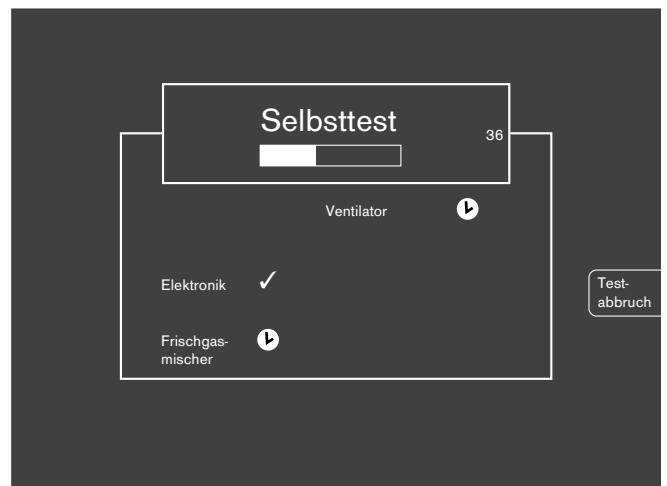 Selbsttest
36
Ventilator
Elektronik
Test-
abbruch
Frischgas-
mischer